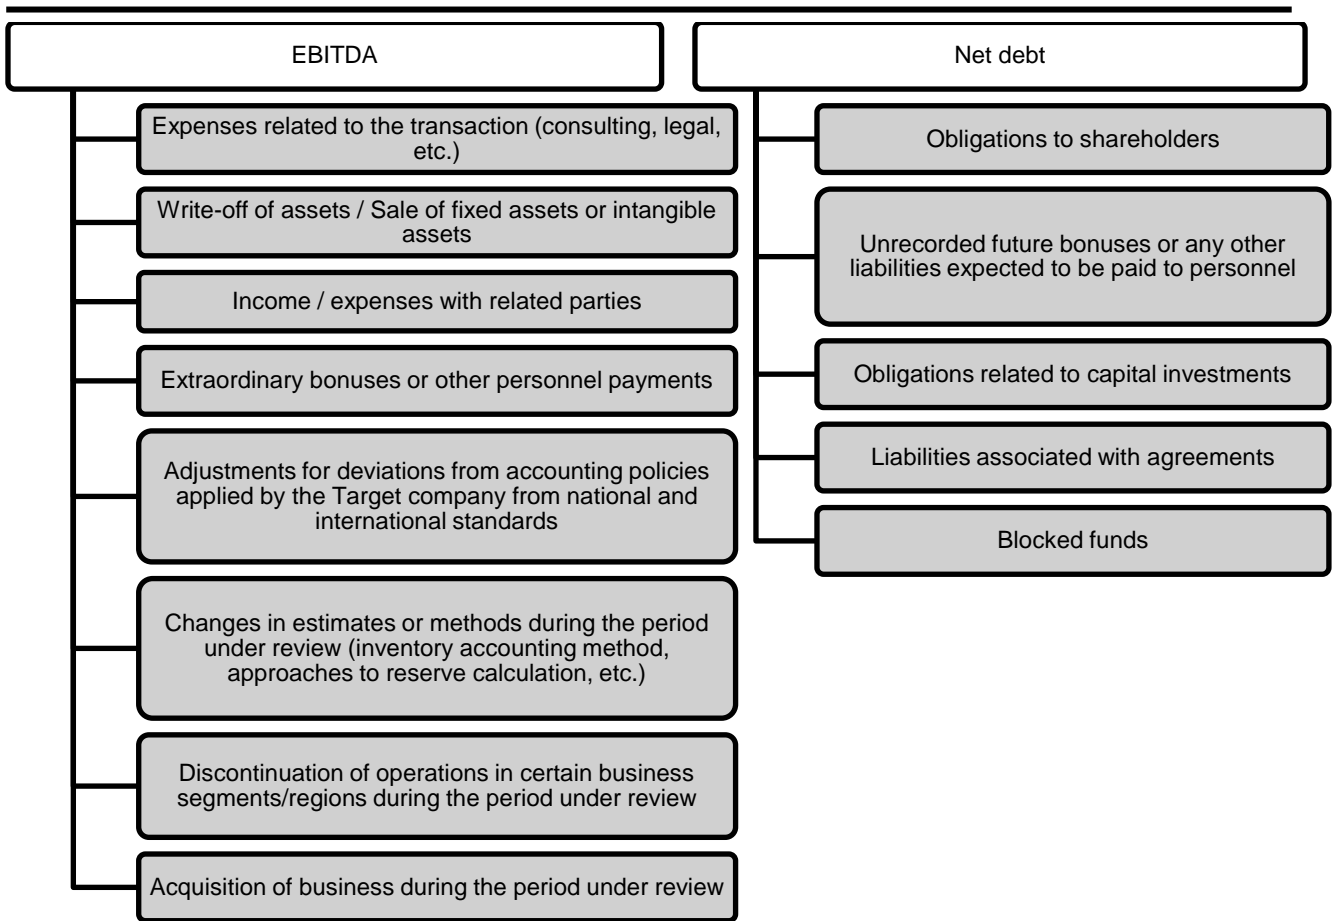 EBITDA
Expenses related to the transaction (consulting, legal,
etc.)
Write-off of assets / Sale of fixed assets or intangible
assets
Income / expenses with related parties
Extraordinary bonuses or other personnel payments
Adjustments for deviations from accounting policies
applied by the Target company from national and
international standards
Changes in estimates or methods during the period
under review (inventory accounting method,
approaches to reserve calculation, etc.)
Discontinuation of operations in certain business
segments/regions during the period under review
Acquisition of business during the period under review
Net debt
Obligations to shareholders
Unrecorded future bonuses or any other
liabilities expected to be paid to personnel
Obligations related to capital investments
Liabilities associated with agreements
Blocked funds